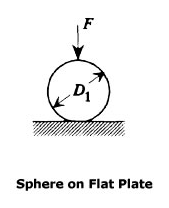 F
D₁
Sphere on Flat Plate